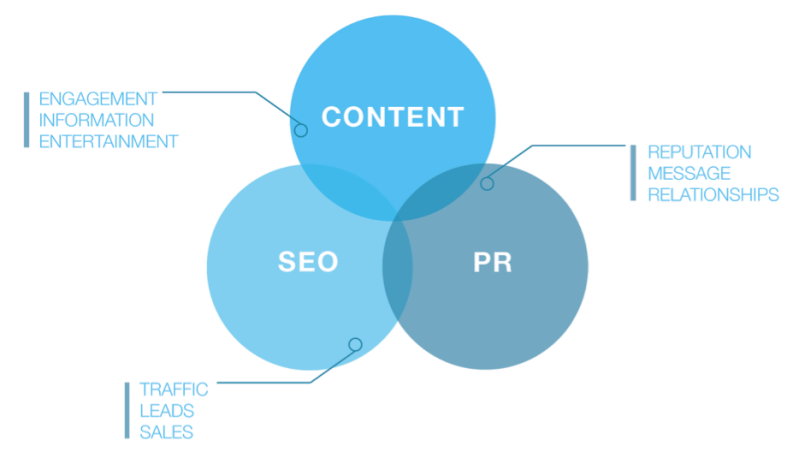 CONTENT
ENGAGEMENT
INFORMATION
ENTERTAINMENT
REPUTATION
MESSAGE
RELATIONSHIPS
SEO
PR
TRAFFIC
LEADS
SALES